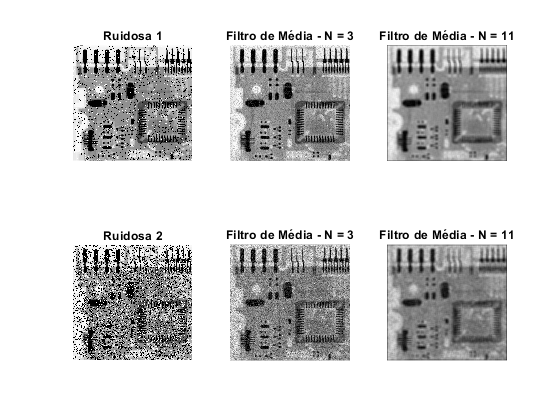 Ruidosa 1
Filtro de Média - N = 3
Filtro de Média - N = 11
Ruidosa 2
Filtro de Média - N = 3
Filtro de Média - N = 11